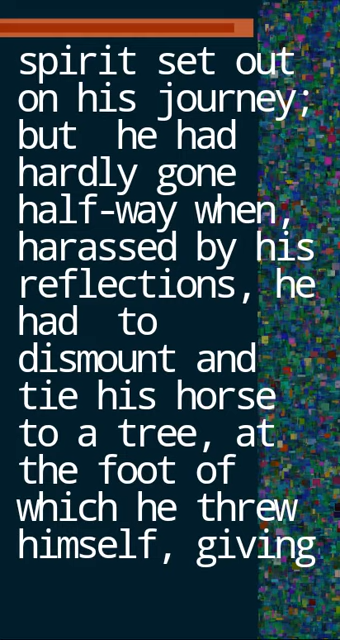 spirit set out
on his journey;
but  he had
hardly gone
half-way when,
harassed by his
reflections, he
had  to
dismount and
tie his horse
to a tree, at
the foot of
which he threw
himself, giving